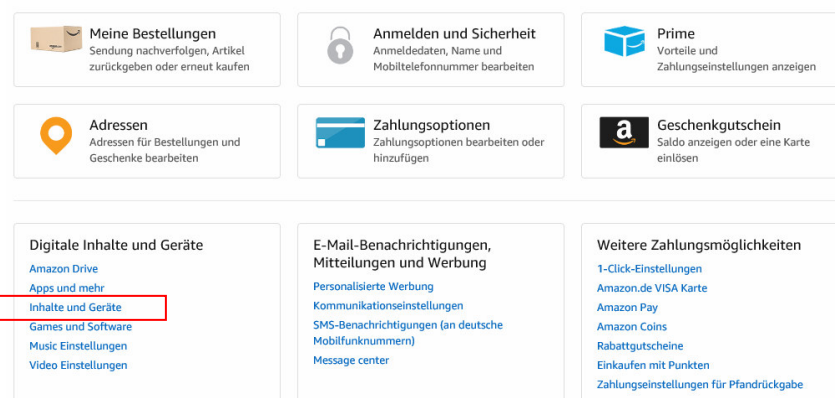 Meine Bestellungen
Sendung nachverfolgen, Artikel
zurückgeben oder erneut kaufen
Anmelden und Sicherheit
Anmeldedaten, Name und
Mobiltelefonnummer bearbeiten
Prime
Vorteile und
Zahlungseinstellungen anzeigen
Adressen
Adressen für Bestellungen und
Geschenke bearbeiten
Zahlungsoptionen
Zahlungsoptionen bearbeiten oder
hinzufügen
a
Geschenkgutschein
Saldo anzeigen oder eine Karte
einlösen
Digitale Inhalte und Geräte
Amazon Drive
Apps und mehr
Inhalte und Geräte
Games und Software
Music Einstellungen
Video Einstellungen
E-Mail-Benachrichtigungen,
Mitteilungen und Werbung
Personalisierte Werbung
Kommunikationseinstellungen
SMS-Benachrichtigungen (an deutsche
Mobilfunknummern)
Message center
Weitere Zahlungsmöglichkeiten
1-Click-Einstellungen
Amazon.de VISA Karte
Amazon Pay
Amazon Coins
Rabattgutscheine
Einkaufen mit Punkten
Zahlungseinstellungen für Pfandrückgabe